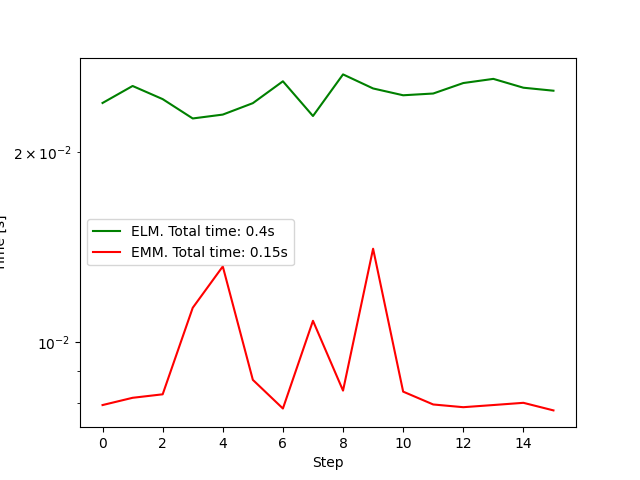 2 × 10⁻²
Time [s]
ELM. Total time: 0.4s
EMM. Total time: 0.15s
10⁻²
0 2 4 6 8 10 12 14
Step